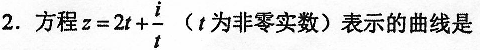 2. 方程 z = 2t + i/t （t 为非零实数）表示的曲线是